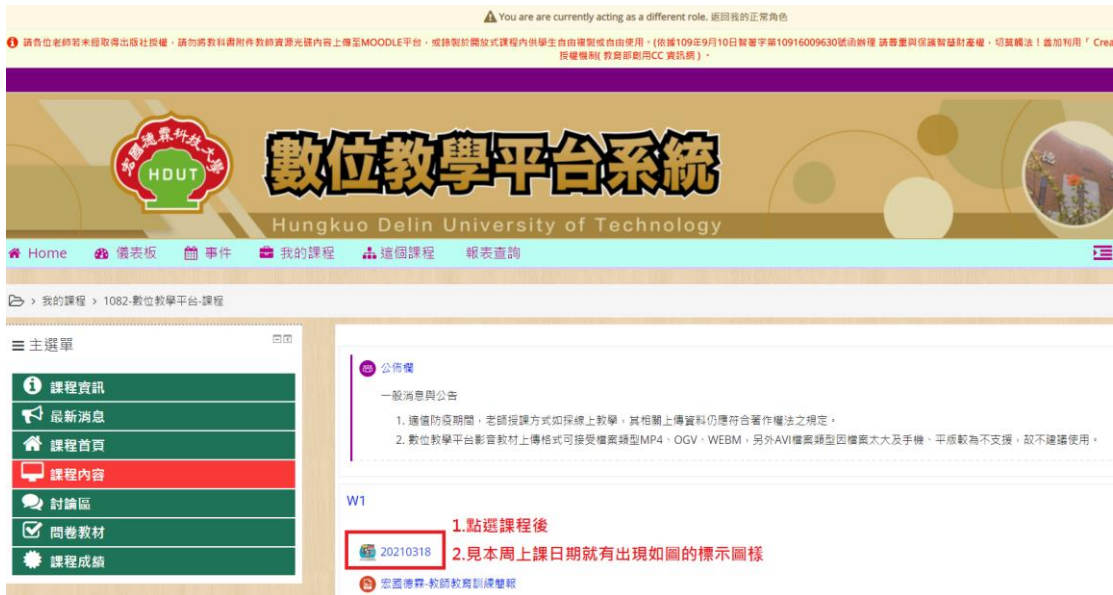 You are are currently acting as a different role. 返回我的正常角色
請各位老師若未經取得出版社授權，請勿將教科書附件教師資源光碟內容上傳至MOODLE平台，或錄製於開放式課程內供學生自由複製或自由使用。(依據109年9月10日智著字第10916009630號函辦理 請尊重與保護智慧財產權，切莫觸法！善加利用「 Crea
授權機制( 教育部創用CC 資訊網 ) 。
宏國德霖科技大學
HDUT
數位教學平台系統
Hungkuo Delin University of Technology
Home 儀表板 事件 我的課程 這個課程 報表查詢
> 我的課程 > 1082-數位教學平台-課程
主選單
課程資訊
最新消息
課程首頁
課程內容
討論區
問卷教材
課程成績
公佈欄
一般消息與公告
1. 適值防疫期間，老師授課方式如採線上教學，其相關上傳資料仍應符合著作權法之規定。
2. 數位教學平台影音教材上傳格式可接受檔案類型MP4、OGV、WEBM，另外AVI檔案類型因檔案太大及手機、平版較為不支援，故不建議使用。
W1
1.點選課程後
20210318
2.見本周上課日期就有出現如圖的標示圖樣
宏國德霖-教師教育訓練簡報